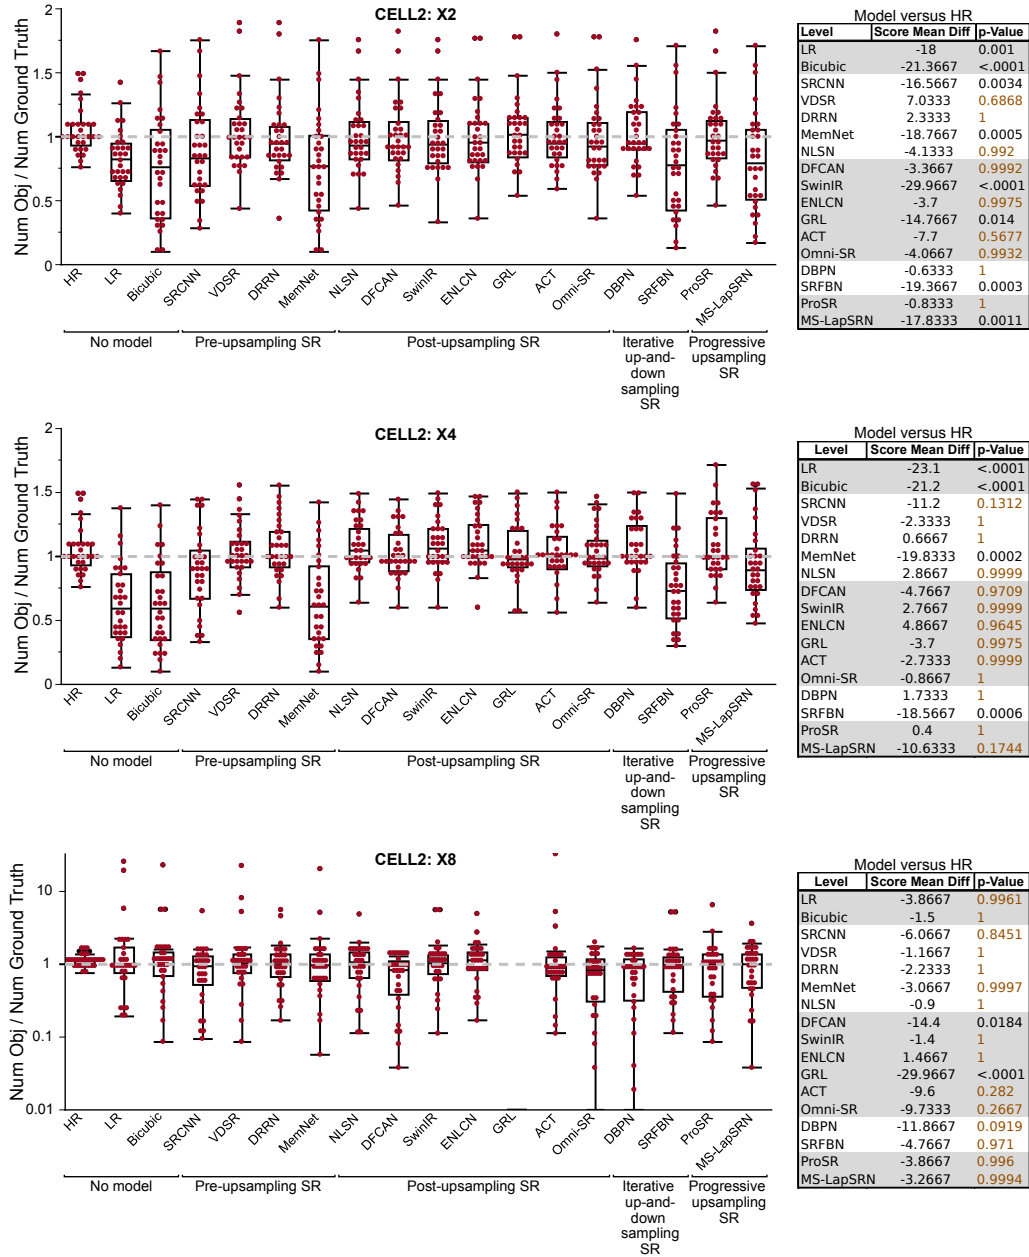 CELL2: X2
Num Obj / Num Ground Truth
2
1.5
1
0.5
0
HR
LR
Bicubic
SRCNN
VDSR
DRRN
MemNet
NLSN
DFCAN
SwinIR
ENLCN
GRL
ACT
Omni-SR
DBPN
SRFBN
ProSR
MS-LapSRN
No model
Pre-upsampling SR
Post-upsampling SR
Iterative
up-and-
down
sampling
SR
Progressive
upsampling
SR
Model versus HR
Level Score Mean Diff p-Value
LR -18 0.001
Bicubic -21.3667 <.0001
SRCNN -16.5667 0.0034
VDSR 7.0333 0.6868
DRRN 2.3333 1
MemNet -18.7667 0.0005
NLSN -4.1333 0.992
DFCAN -3.3667 0.9992
SwinIR -29.9667 <.0001
ENLCN -3.7 0.9975
GRL -14.7667 0.014
ACT -7.7 0.5677
Omni-SR -4.0667 0.9932
DBPN -0.6333 1
SRFBN -19.3667 0.0003
ProSR -0.8333 1
MS-LapSRN -17.8333 0.0011
CELL2: X4
Num Obj / Num Ground Truth
2
1.5
1
0.5
0
HR
LR
Bicubic
SRCNN
VDSR
DRRN
MemNet
NLSN
DFCAN
SwinIR
ENLCN
GRL
ACT
Omni-SR
DBPN
SRFBN
ProSR
MS-LapSRN
No model
Pre-upsampling SR
Post-upsampling SR
Iterative
up-and-
down
sampling
SR
Progressive
upsampling
SR
Model versus HR
Level Score Mean Diff p-Value
LR -23.1 <.0001
Bicubic -21.2 <.0001
SRCNN -11.2 0.1312
VDSR -2.3333 1
DRRN 0.6667 1
MemNet -19.8333 0.0002
NLSN 2.8667 0.9999
DFCAN -4.7667 0.9709
SwinIR 2.7667 0.9999
ENLCN 4.8667 0.9645
GRL -3.7 0.9975
ACT -2.7333 0.9999
Omni-SR -0.8667 1
DBPN 1.7333 1
SRFBN -18.5667 0.0006
ProSR 0.4 1
MS-LapSRN -10.6333 0.1744
CELL2: X8
Num Obj / Num Ground Truth
10
1
0.1
0.01
HR
LR
Bicubic
SRCNN
VDSR
DRRN
MemNet
NLSN
DFCAN
SwinIR
ENLCN
GRL
ACT
Omni-SR
DBPN
SRFBN
ProSR
MS-LapSRN
No model
Pre-upsampling SR
Post-upsampling SR
Iterative
up-and-
down
sampling
SR
Progressive
upsampling
SR
Model versus HR
Level Score Mean Diff p-Value
LR -3.8667 0.9961
Bicubic -1.5 1
SRCNN -6.0667 0.8451
VDSR -1.1667 1
DRRN -2.2333 1
MemNet -3.0667 0.9997
NLSN -0.9 1
DFCAN -14.4 0.0184
SwinIR -1.4 1
ENLCN 1.4667 1
GRL -29.9667 <.0001
ACT -9.6 0.282
Omni-SR -9.7333 0.2667
DBPN -11.8667 0.0919
SRFBN -4.7667 0.971
ProSR -3.8667 0.996
MS-LapSRN -3.2667 0.9994